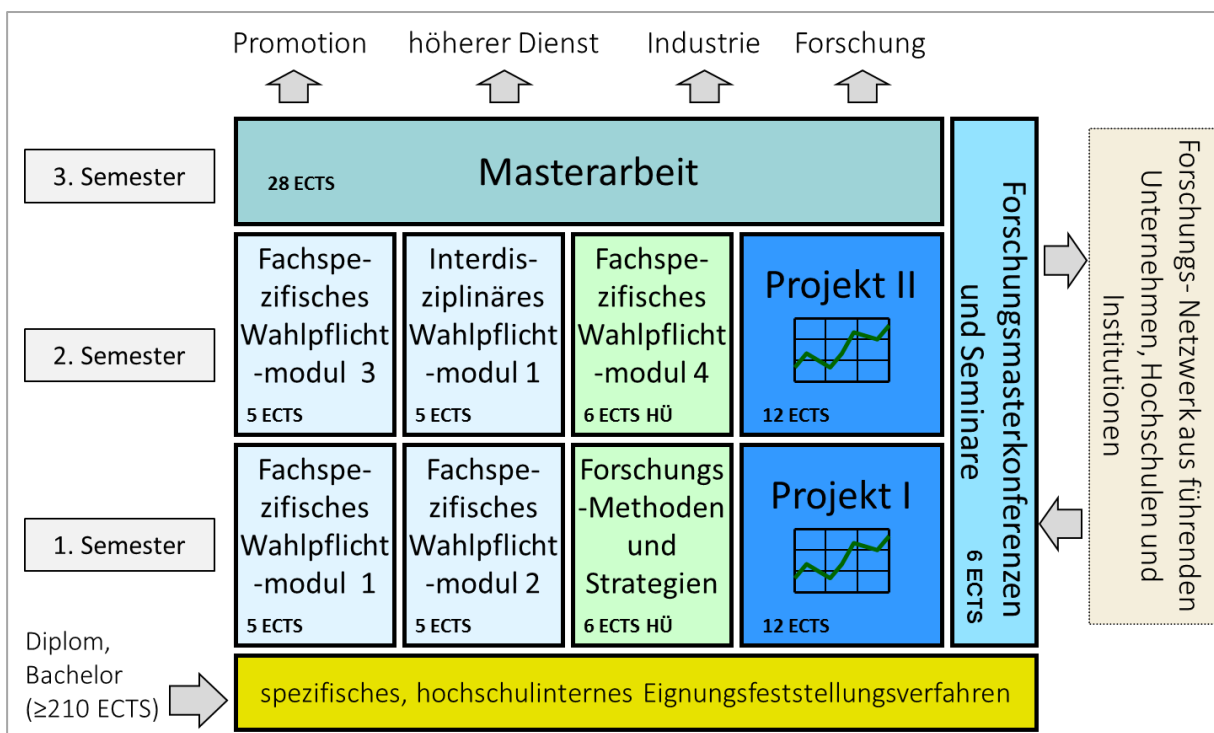 Promotion
höherer Dienst
Industrie
Forschung
3. Semester
28 ECTS
Masterarbeit
2. Semester
Fachspe-
zifisches
Wahlpflicht
-modul 3
5 ECTS
Interdis-
ziplinäres
Wahlpflicht
-modul 1
5 ECTS
Fachspe-
zifisches
Wahlpflicht
-modul 4
6 ECTS HÜ
Projekt II
12 ECTS
1. Semester
Fachspe-
zifisches
Wahlpflicht
-modul 1
5 ECTS
Fachspe-
zifisches
Wahlpflicht
-modul 2
5 ECTS
Forschungs
-Methoden
und
Strategien
6 ECTS HÜ
Projekt I
12 ECTS
Forschungsmasterkonferenzen
und Seminare
6 ECTS
Forschungs- Netzwerk aus führenden
Unternehmen, Hochschulen und
Institutionen
Diplom,
Bachelor
(≥210 ECTS)
spezifisches, hochschulinternes Eignungsfeststellungsverfahren